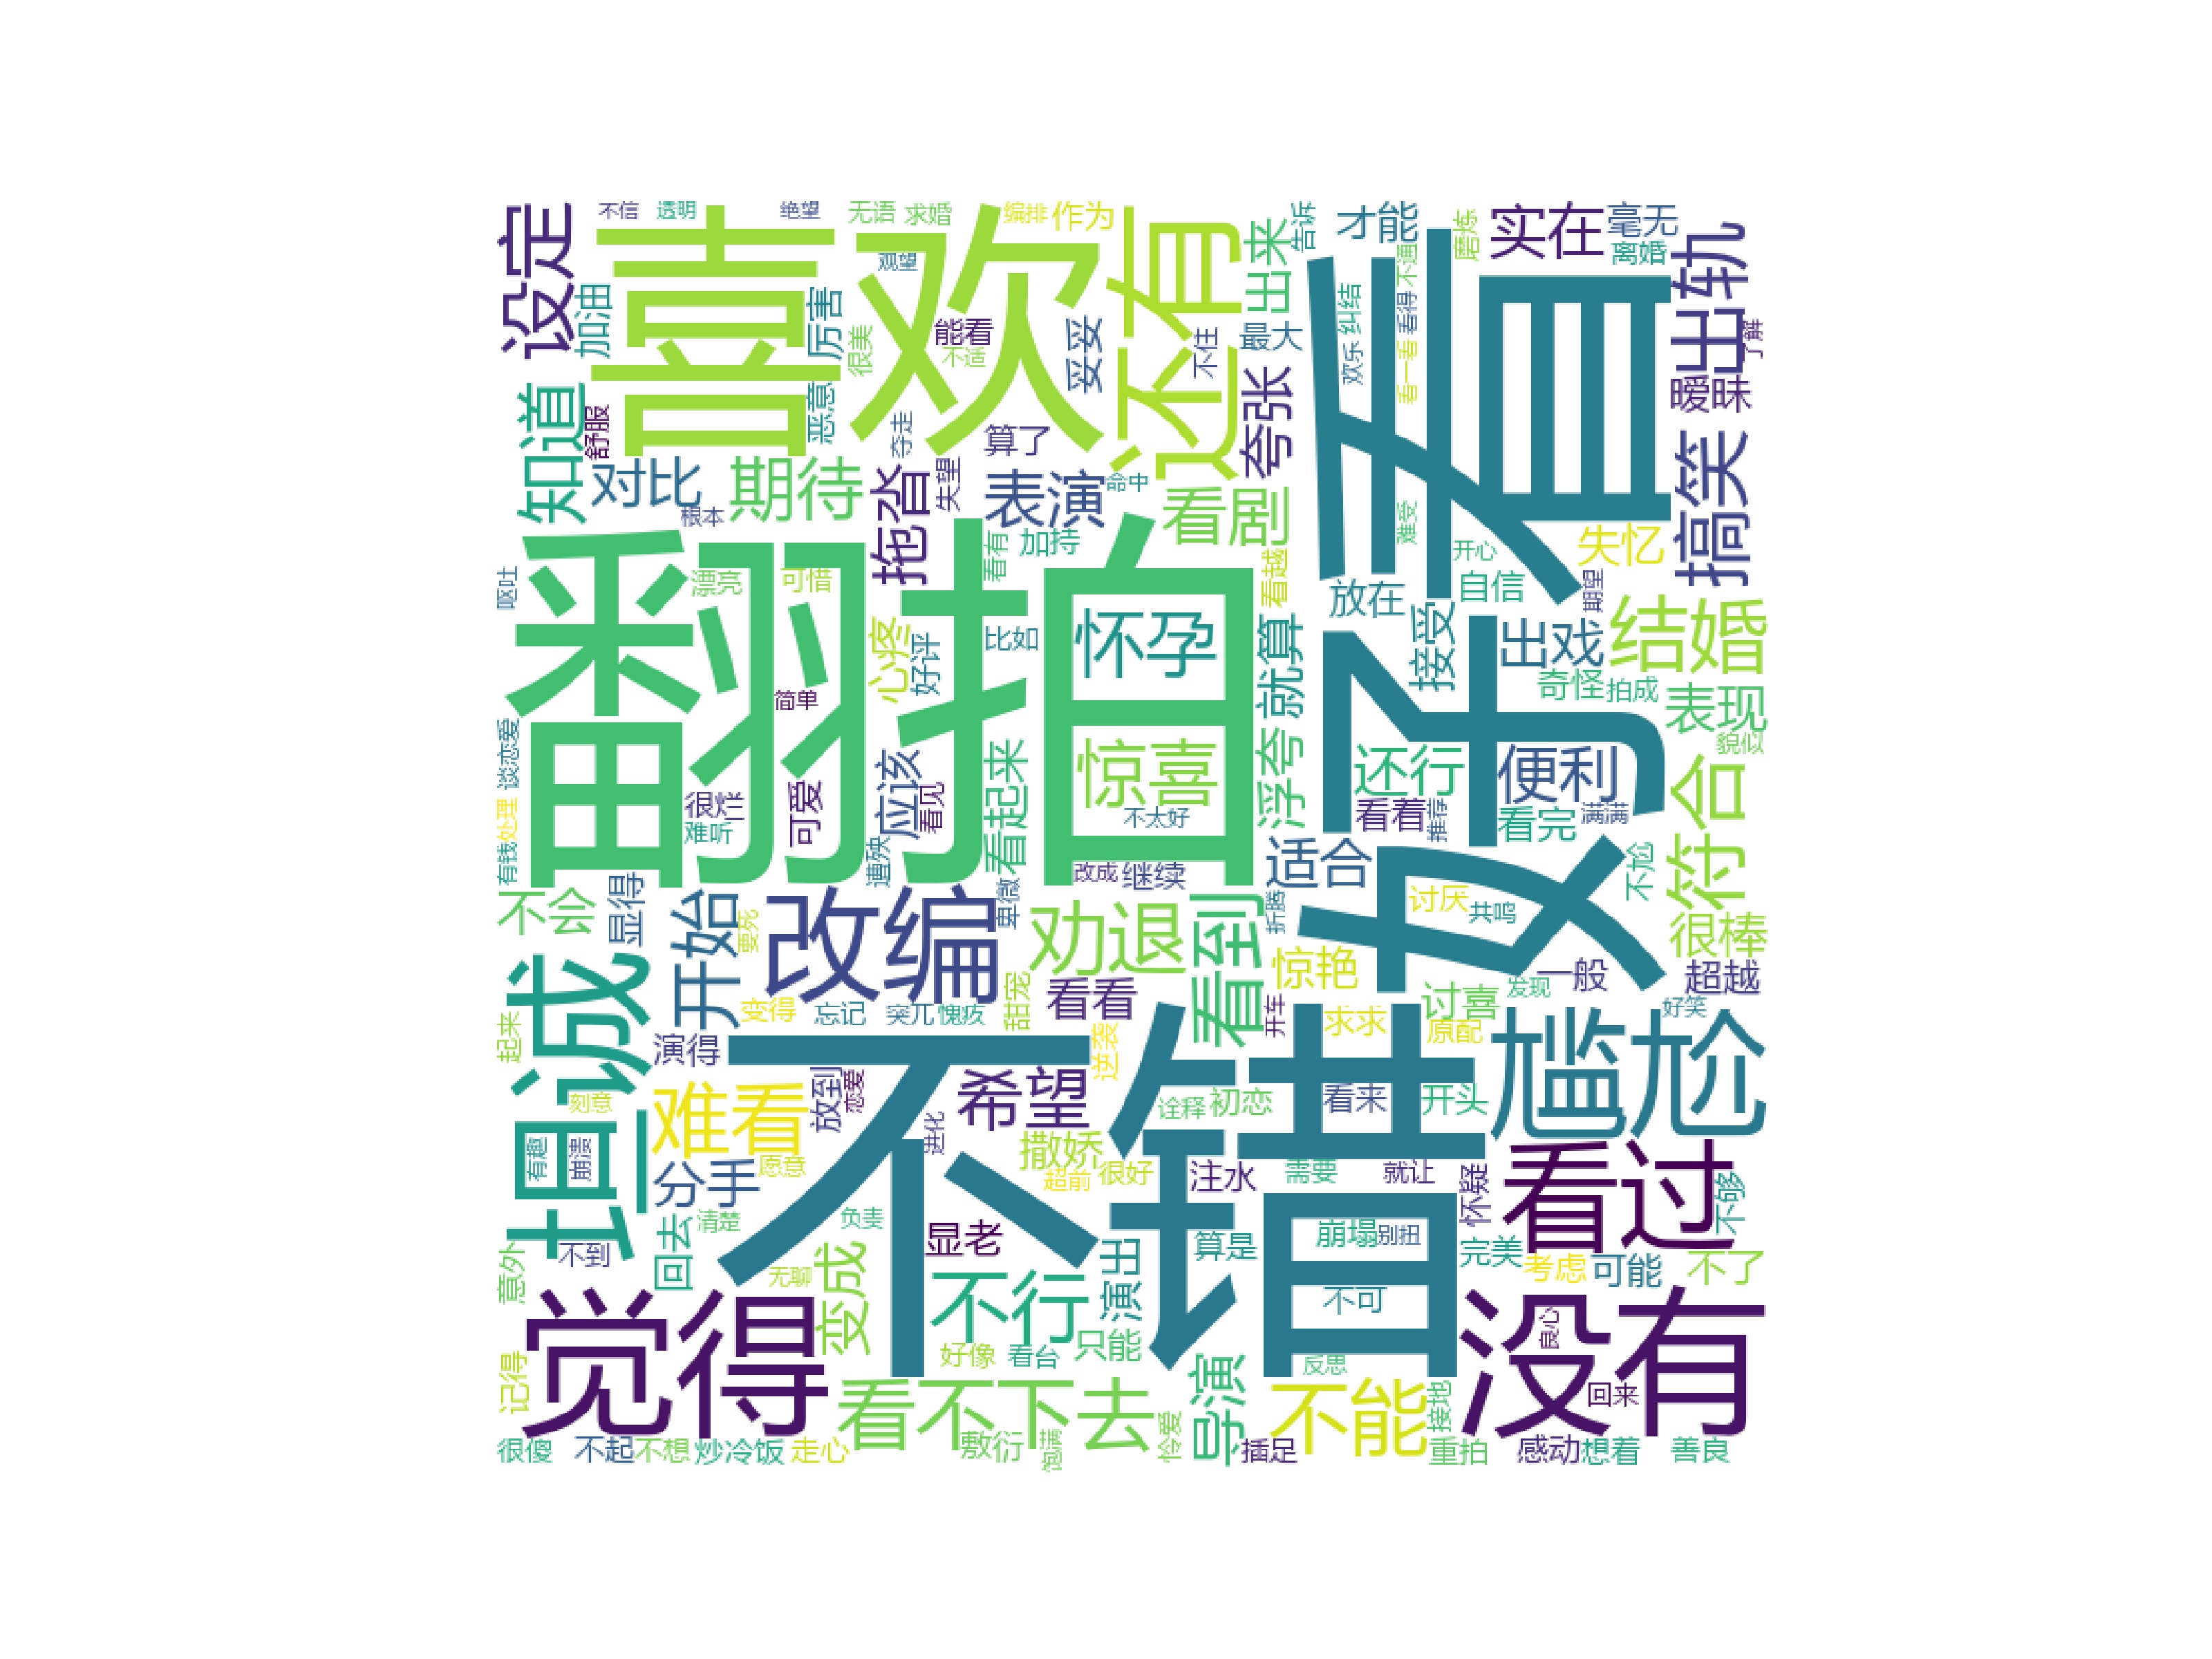 设定
不信
透明
绝望
无语
求婚
编排
作为
喜欢
还有
出来
告诉
才能
磨炼
实在
毫无
离婚
出轨
了解
观望
加油
厉害
很美
能看
不适
妥妥
不住
最大
欢乐
纠结
看一看
看得
不通
好看
暧昧
搞笑
知道
舒服
恶意
夺走
算了
夸张
对比
期待
拖沓
失望
表演
命中
看剧
根本
难受
开心
失忆
呕吐
漂亮
可惜
看有
加持
看越
放在
自信
期望
翻拍
怀孕
心疼
好评
比如
就算
接受
出戏
结婚
奇怪
拍成
表现
貌似
简单
谈恋爱
惊喜
浮夸
还行
便利
符合
很烂
难听
可爱
应该
看见
看起来
不太好
看着
推荐
看完
满满
有钱
处理
遭殃
改成
继续
适合
不尬
不会
显得
开始
要死
改编
卑微
劝退
看到
折腾
讨厌
共鸣
很棒
坦诚
变得
忘记
突兀
愧疚
甜宠
看看
惊艳
一般
超越
开车
求求
讨喜
发现
原配
好笑
尴尬
起来
演得
不错
逆袭
刻意
难看
放到
恋爱
进化
希望
诠释
初恋
看来
开头
有趣
崩溃
愿意
分手
撒娇
超前
很好
注水
需要
就让
怀疑
看过
不够
回去
清楚
显老
算是
崩塌
别扭
完美
考虑
可能
不了
意外
不到
无聊
变成
不行
演出
不可
没有
良心
觉得
好像
看台
只能
反思
回来
记得
看不下去
导演
不能
接地
很傻
不起
不想
炒冷饭
走心
敷衍
饱满
怜爱
插足
重拍
感动
想着
善良